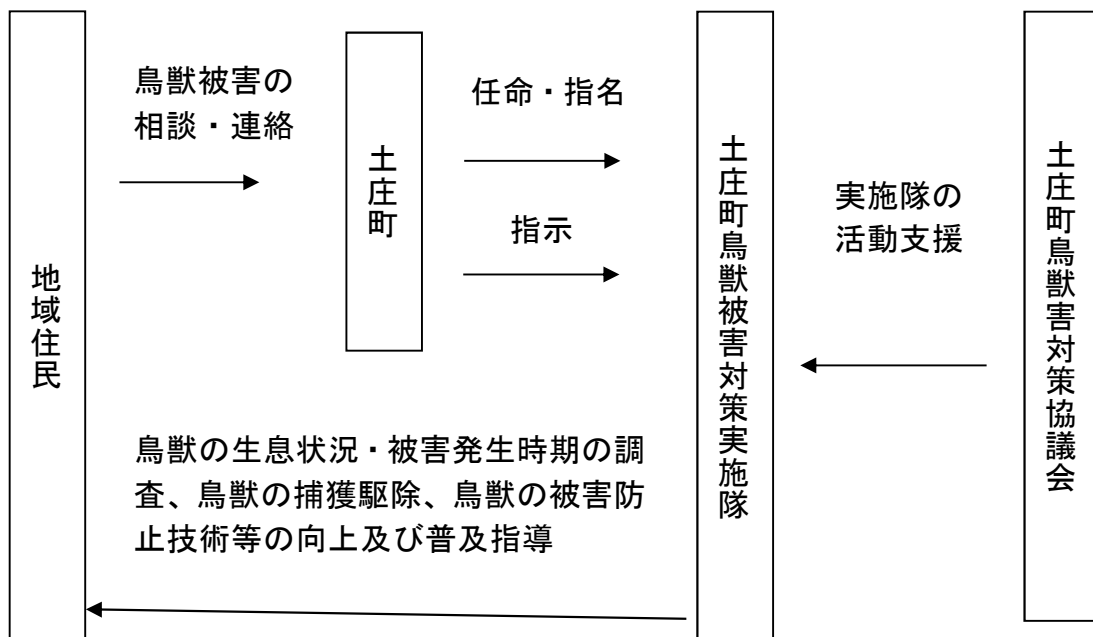 鳥獣被害の
相談・連絡
任命・指名
指示
土庄町
実施隊の
活動支援
地域住民
土庄町鳥獣被害対策実施隊
土庄町鳥獣害対策協議会
鳥獣の生息状況・被害発生時期の調
査、鳥獣の捕獲駆除、鳥獣の被害防
止技術等の向上及び普及指導